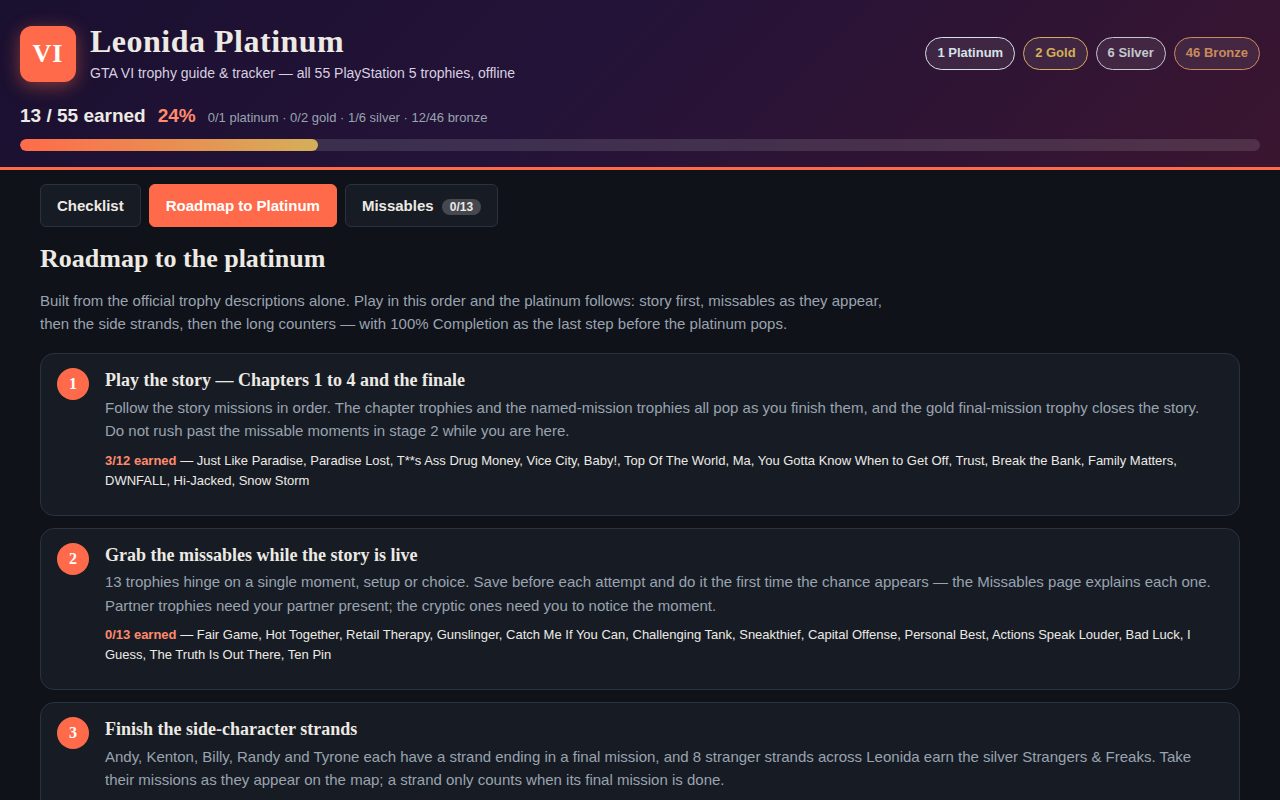 VI
Leonida Platinum
GTA VI trophy guide & tracker — all 55 PlayStation 5 trophies, offline
1 Platinum
2 Gold
6 Silver
46 Bronze
13 / 55 earned 24% 0/1 platinum · 0/2 gold · 1/6 silver · 12/46 bronze
Checklist
Roadmap to Platinum
Missables 0/13
Roadmap to the platinum
Built from the official trophy descriptions alone. Play in this order and the platinum follows: story first, missables as they appear,
then the side strands, then the long counters — with 100% Completion as the last step before the platinum pops.
1
Play the story — Chapters 1 to 4 and the finale
Follow the story missions in order. The chapter trophies and the named-mission trophies all pop as you finish them, and the gold final-mission trophy closes the story.
Do not rush past the missable moments in stage 2 while you are here.
3/12 earned — Just Like Paradise, Paradise Lost, T**s Ass Drug Money, Vice City, Baby!, Top Of The World, Ma, You Gotta Know When to Get Off, Trust, Break the Bank, Family Matters,
DWNFALL, Hi-Jacked, Snow Storm
2
Grab the missables while the story is live
13 trophies hinge on a single moment, setup or choice. Save before each attempt and do it the first time the chance appears — the Missables page explains each one.
Partner trophies need your partner present; the cryptic ones need you to notice the moment.
0/13 earned — Fair Game, Hot Together, Retail Therapy, Gunslinger, Catch Me If You Can, Challenging Tank, Sneakthief, Capital Offense, Personal Best, Actions Speak Louder, Bad Luck, I
Guess, The Truth Is Out There, Ten Pin
3
Finish the side-character strands
Andy, Kenton, Billy, Randy and Tyrone each have a strand ending in a final mission, and 8 stranger strands across Leonida earn the silver Strangers & Freaks. Take
their missions as they appear on the map; a strand only counts when its final mission is done.